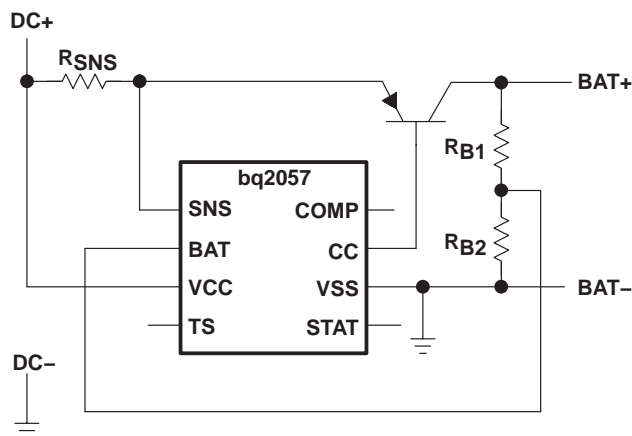 DC+
RSNS
BAT+
RB1
bq2057
SNS
COMP
BAT
CC
RB2
VCC
VSS
BAT−
TS
STAT
DC−